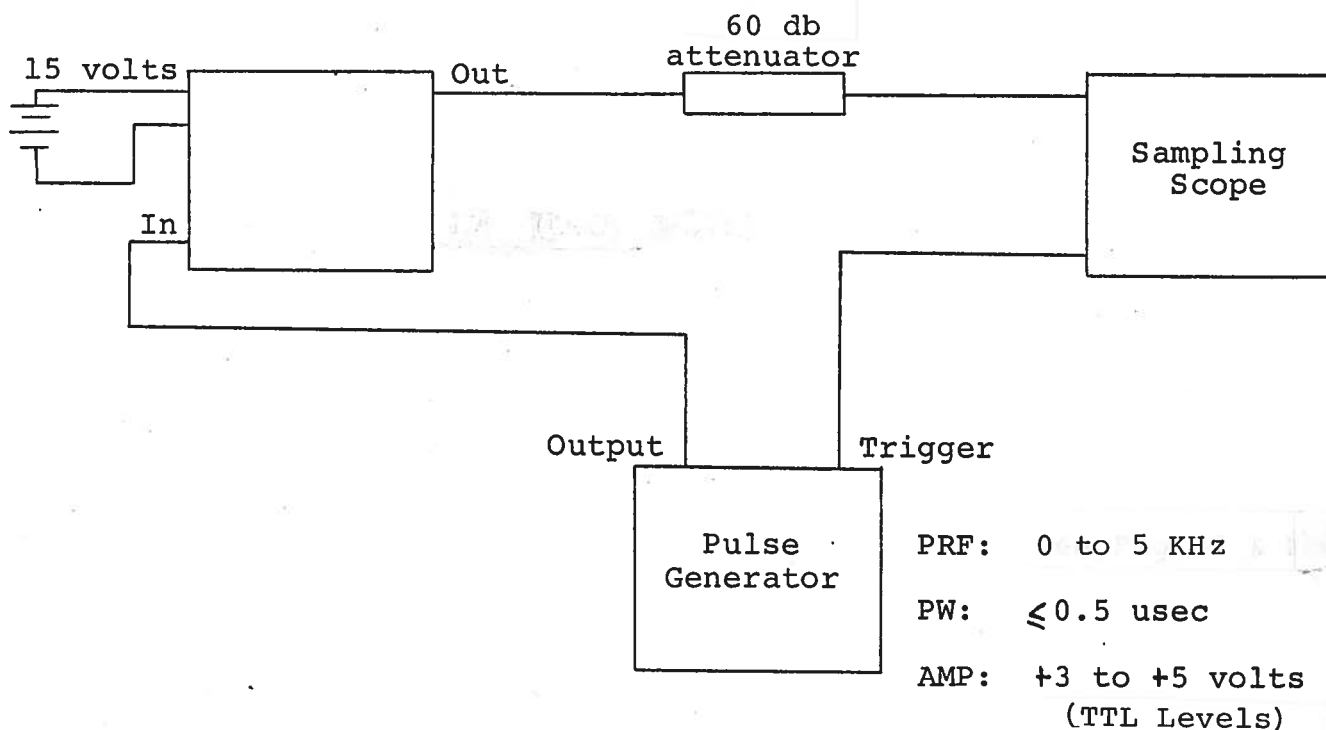 60 db
attenuator
15 volts
Out
Sampling
Scope
In
Output
Trigger
Pulse
Generator
PRF: 0 to 5 KHz
PW: ≤0.5 usec
AMP: +3 to +5 volts
(TTL Levels)